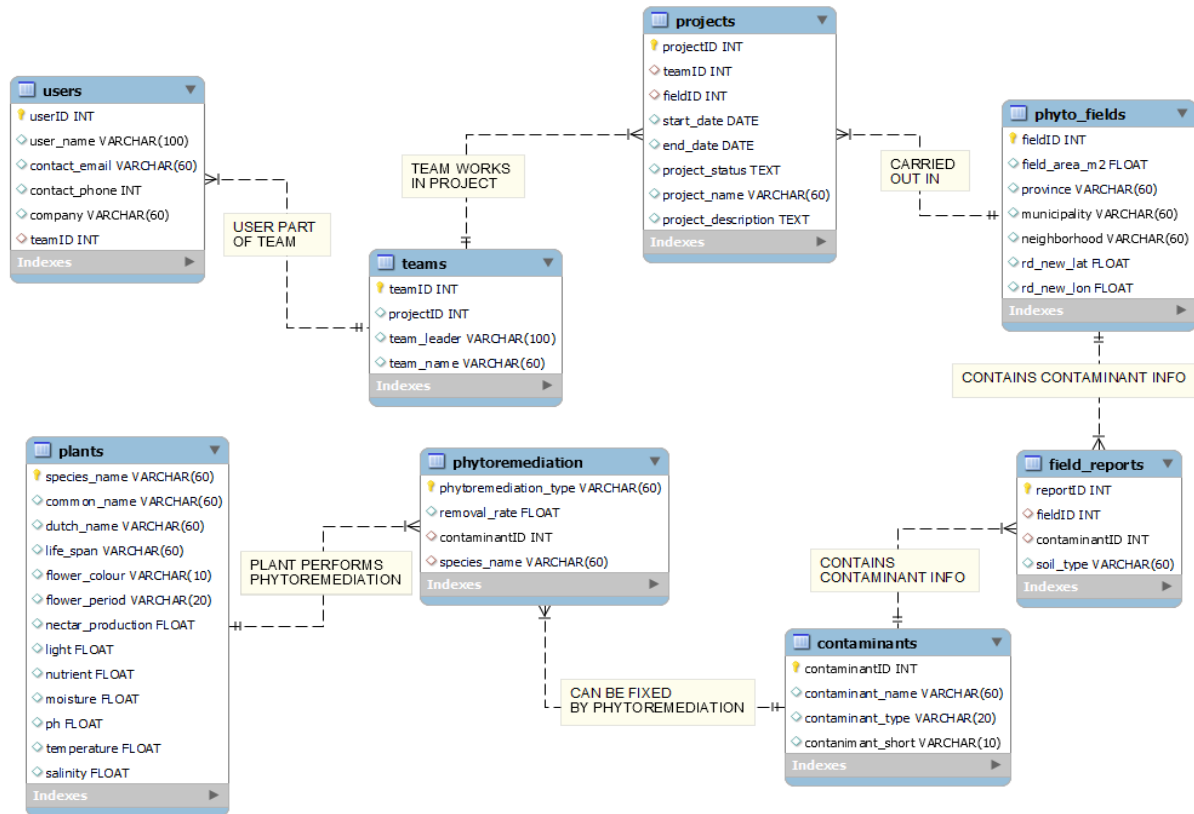 projects
projectID INT
teamID INT
fieldID INT
start_date DATE
end_date DATE
project_status TEXT
project_name VARCHAR(60)
project_description TEXT
Indexes
users
userID INT
user_name VARCHAR(100)
contact_email VARCHAR(60)
contact_phone INT
company VARCHAR(60)
teamID INT
Indexes
phyto_fields
fieldID INT
field_area_m2 FLOAT
province VARCHAR(60)
municipality VARCHAR(60)
neighborhood VARCHAR(60)
rd_new_lat FLOAT
rd_new_lon FLOAT
Indexes
TEAM WORKS
IN PROJECT
CARRIED
OUT IN
USER PART
OF TEAM
teams
teamID INT
projectID INT
team_leader VARCHAR(100)
team_name VARCHAR(60)
Indexes
CONTAINS CONTAMINANT INFO
plants
species_name VARCHAR(60)
common_name VARCHAR(60)
dutch_name VARCHAR(60)
life_span VARCHAR(60)
flower_colour VARCHAR(10)
flower_period VARCHAR(20)
nectar_production FLOAT
light FLOAT
nutrient FLOAT
moisture FLOAT
ph FLOAT
temperature FLOAT
salinity FLOAT
Indexes
phytoremediation
phytoremediation_type VARCHAR(60)
removal_rate FLOAT
contaminantID INT
species_name VARCHAR(60)
Indexes
field_reports
reportID INT
fieldID INT
contaminantID INT
soil_type VARCHAR(60)
Indexes
PLANT PERFORMS
PHYTOREMEDIATION
CONTAINS
CONTAMINANT INFO
contaminants
contaminantID INT
contaminant_name VARCHAR(60)
contaminant_type VARCHAR(20)
contanimant_short VARCHAR(10)
Indexes
CAN BE FIXED
BY PHYTOREMEDIATION